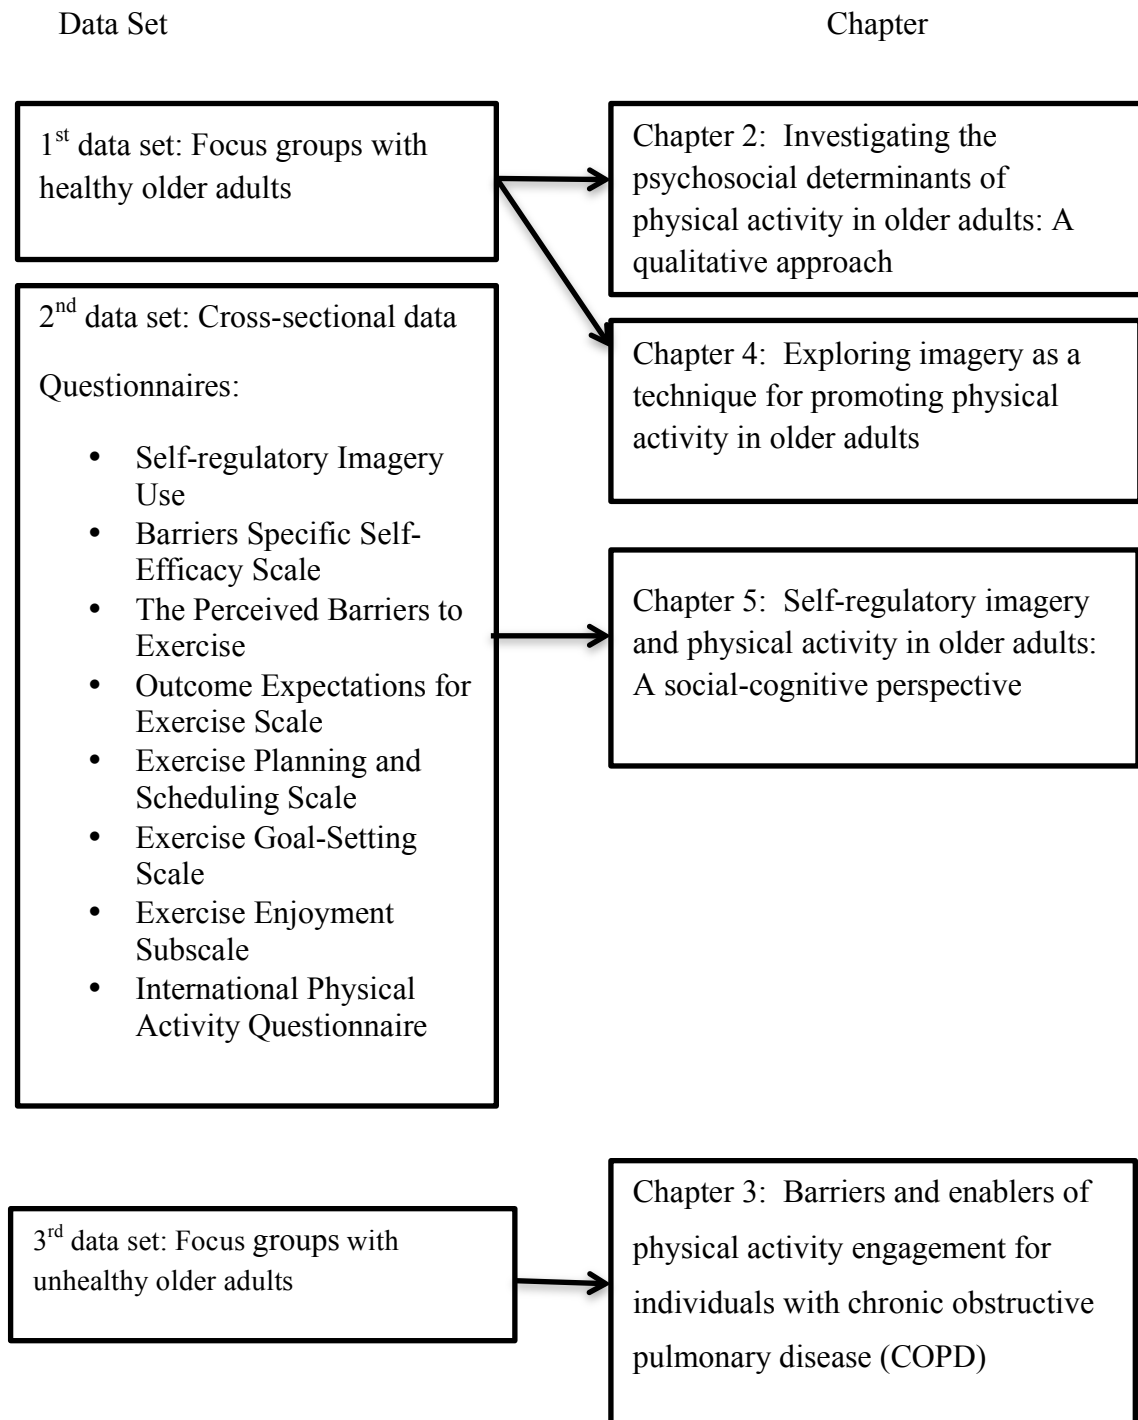 Data Set
Chapter
1st data set: Focus groups with
healthy older adults
Chapter 2:  Investigating the
psychosocial determinants of
physical activity in older adults: A
qualitative approach
Chapter 4:  Exploring imagery as a
technique for promoting physical
activity in older adults
2nd data set: Cross-sectional data
Questionnaires:
• Self-regulatory Imagery
Use
• Barriers Specific Self-
Efficacy Scale
• The Perceived Barriers to
Exercise
• Outcome Expectations for
Exercise Scale
• Exercise Planning and
Scheduling Scale
• Exercise Goal-Setting
Scale
• Exercise Enjoyment
Subscale
• International Physical
Activity Questionnaire
Chapter 5:  Self-regulatory imagery
and physical activity in older adults:
A social-cognitive perspective
3rd data set: Focus groups with
unhealthy older adults
Chapter 3:  Barriers and enablers of
physical activity engagement for
individuals with chronic obstructive
pulmonary disease (COPD)